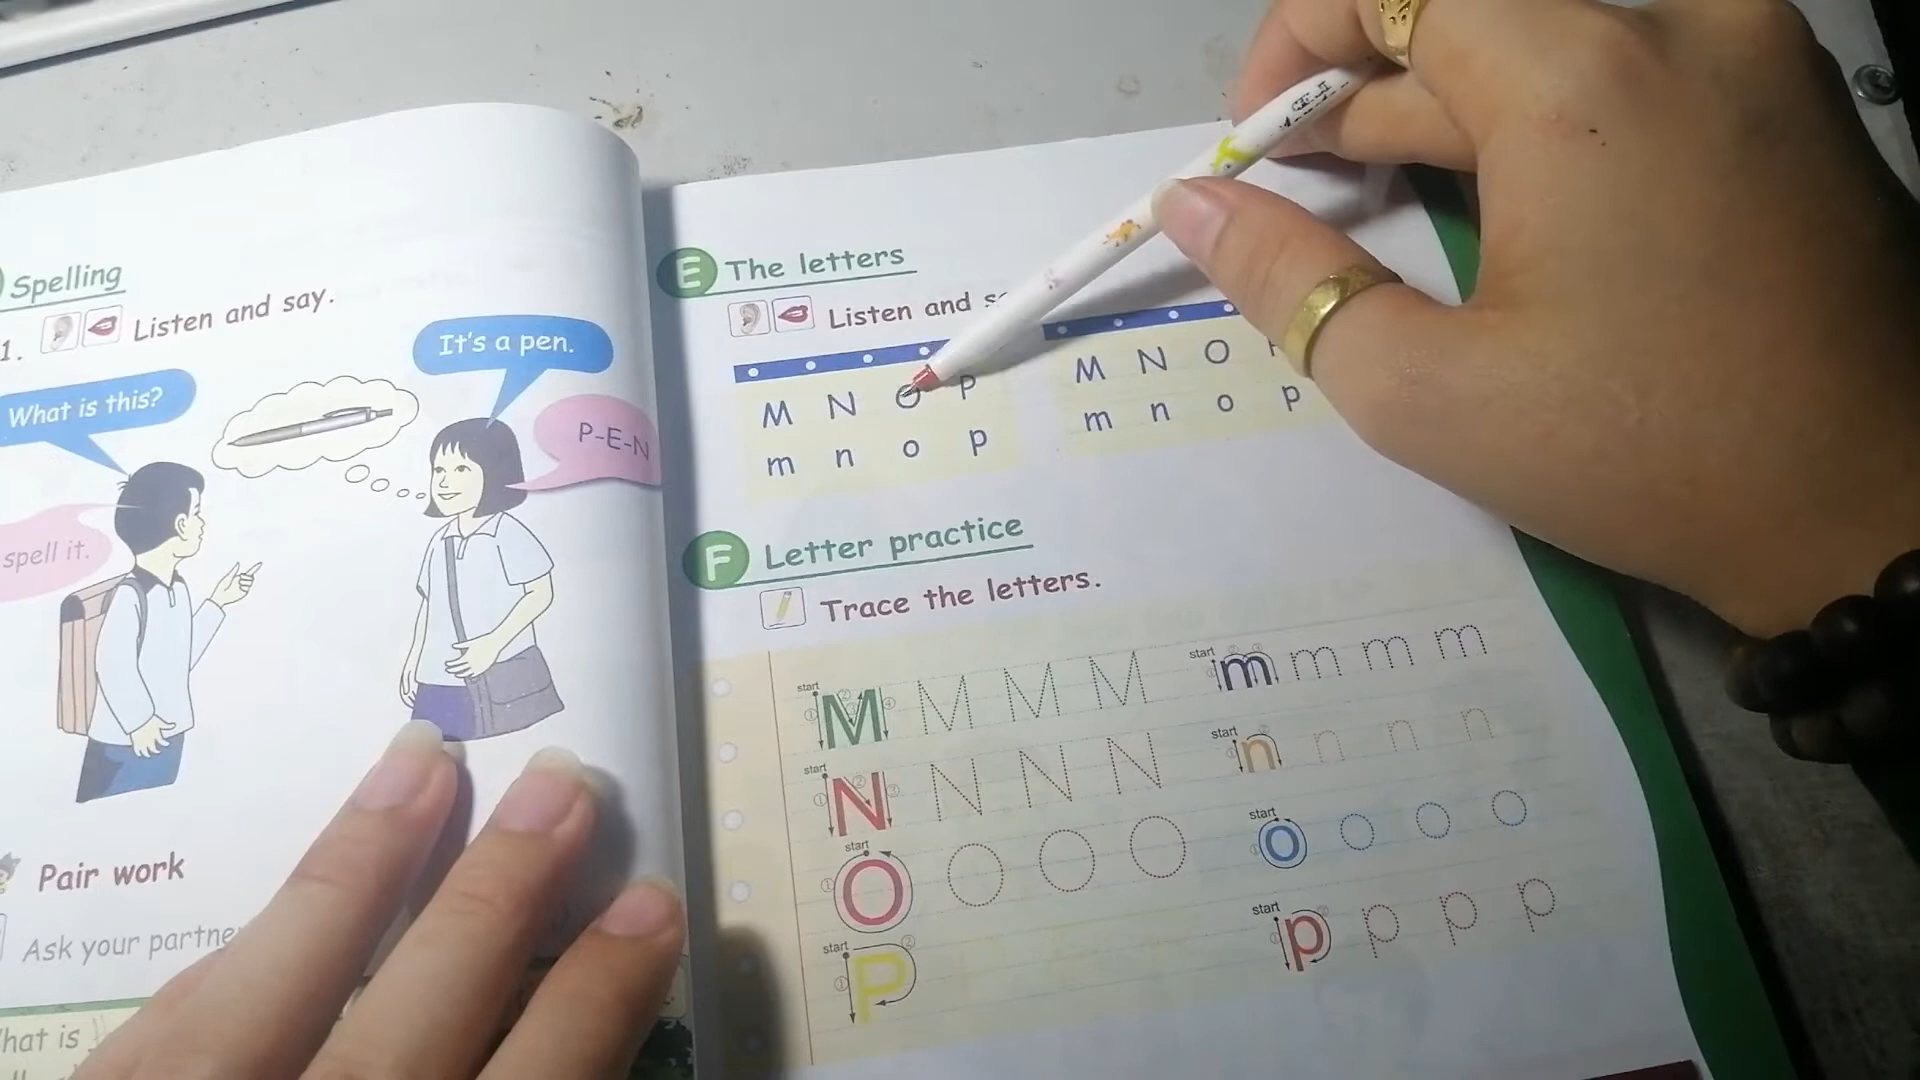 Spelling
1. Listen and say.
What is this?
It's a pen.
P-E-N
spell it.
Pair work
Ask your
hat is
E The letters
Listen and
M N O P
m n o p
M N O
m n o p
F Letter practice
Trace the letters.
start M M M M start m m m m
start N N N N start n n n n
start O O O O start o o o o
start P start p p p p